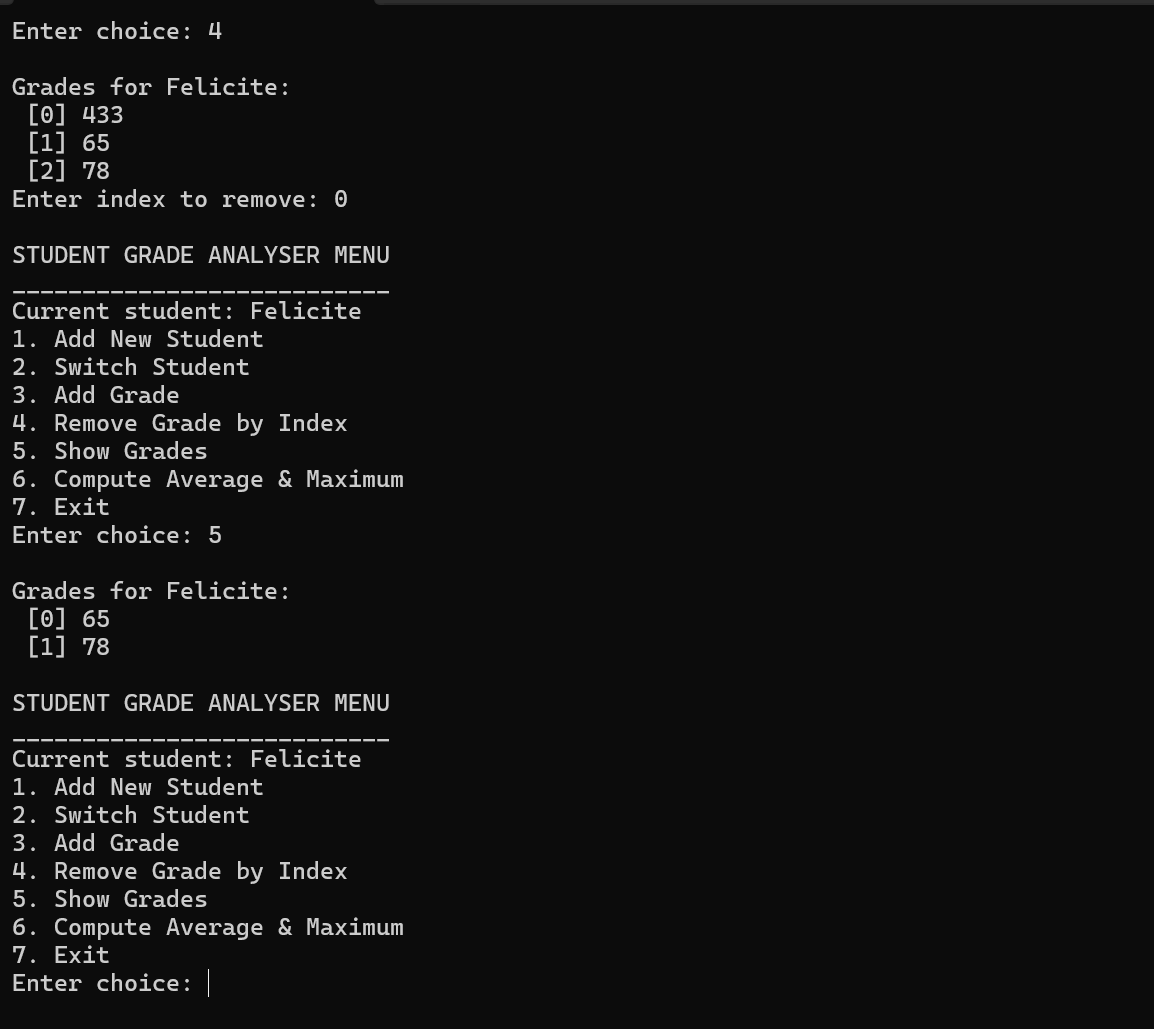 Enter choice: 4

Grades for Felicite:
 [0] 433
 [1] 65
 [2] 78
Enter index to remove: 0

STUDENT GRADE ANALYSER MENU
___________________________
Current student: Felicite
1. Add New Student
2. Switch Student
3. Add Grade
4. Remove Grade by Index
5. Show Grades
6. Compute Average & Maximum
7. Exit
Enter choice: 5

Grades for Felicite:
 [0] 65
 [1] 78

STUDENT GRADE ANALYSER MENU
___________________________
Current student: Felicite
1. Add New Student
2. Switch Student
3. Add Grade
4. Remove Grade by Index
5. Show Grades
6. Compute Average & Maximum
7. Exit
Enter choice: